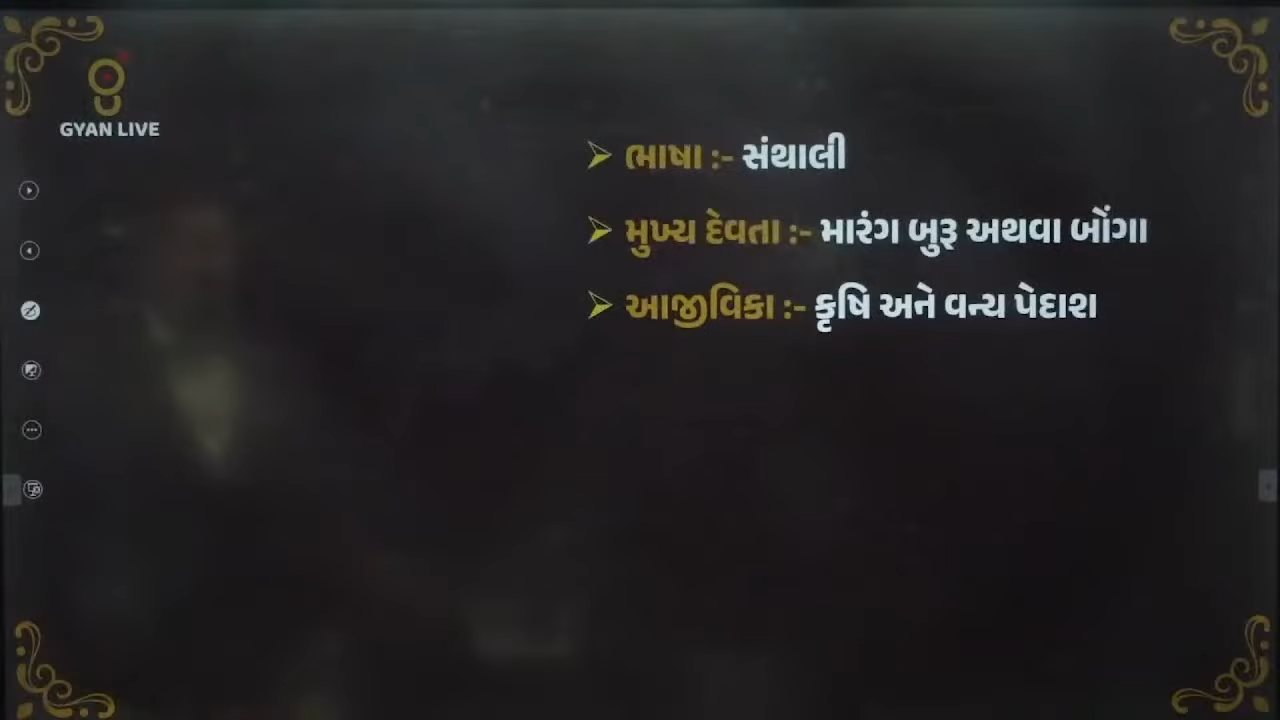 GYAN LIVE
ભાષા :- સંથાલી
મુખ્ય દેવતા :- મારંગ બુરૂ અથવા બોંગા
આજીવિકા :- કૃષિ અને વન્ય પેદાશ